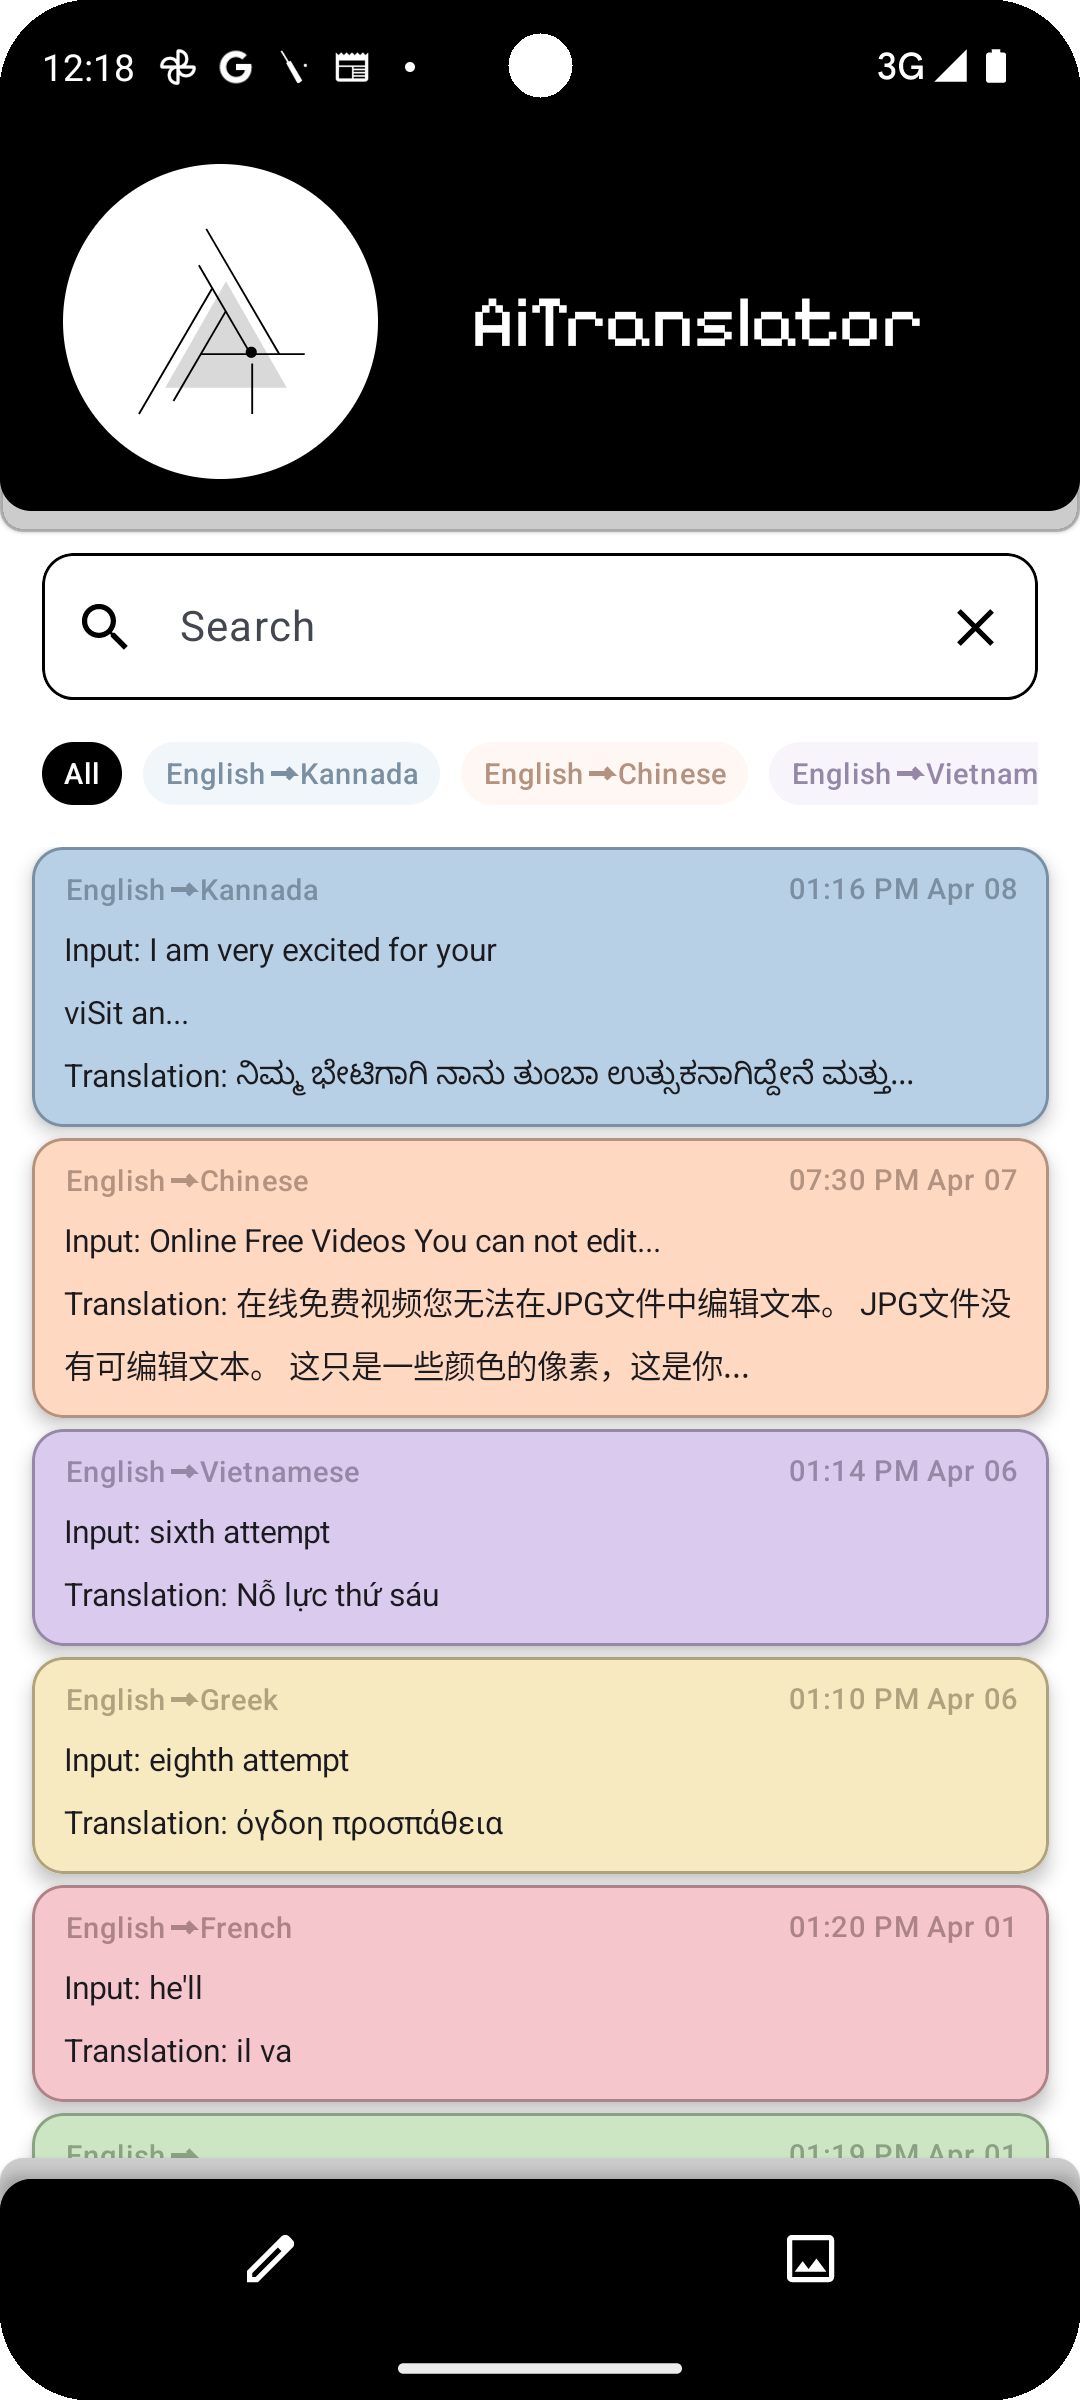 12:18
3G
AiTranslator
Search
All
English→Kannada
English→Chinese
English→Vietnam
English→Kannada
01:16 PM Apr 08
Input: I am very excited for your
viSit an...
Translation: ನಿಮ್ಮ ಭೇಟಿಗಾಗಿ ನಾನು ತುಂಬಾ ಉತ್ಸುಕನಾಗಿದ್ದೇನೆ ಮತ್ತು...
English→Chinese
07:30 PM Apr 07
Input: Online Free Videos You can not edit...
Translation: 在线免费视频您无法在JPG文件中编辑文本。 JPG文件没
有可编辑文本。 这只是一些颜色的像素，这是你...
English→Vietnamese
01:14 PM Apr 06
Input: sixth attempt
Translation: Nỗ lực thứ sáu
English→Greek
01:10 PM Apr 06
Input: eighth attempt
Translation: όγδοη προσπάθεια
English→French
01:20 PM Apr 01
Input: he'll
Translation: il va
English→
01:19 PM Apr 01